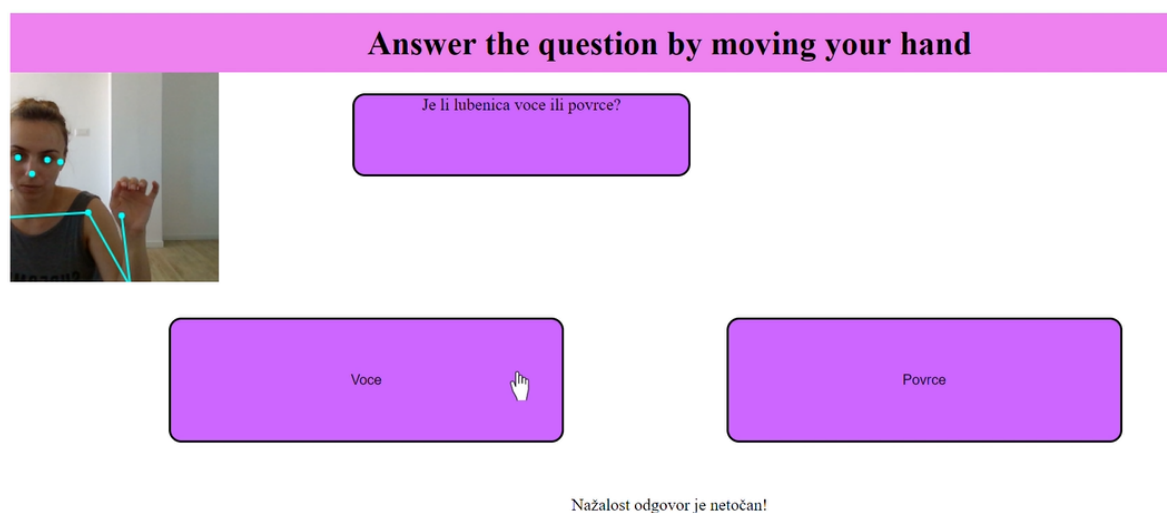 Answer the question by moving your hand
Je li lubenica voce ili povrce?
Voce
Povrce
Nažalost odgovor je netočan!